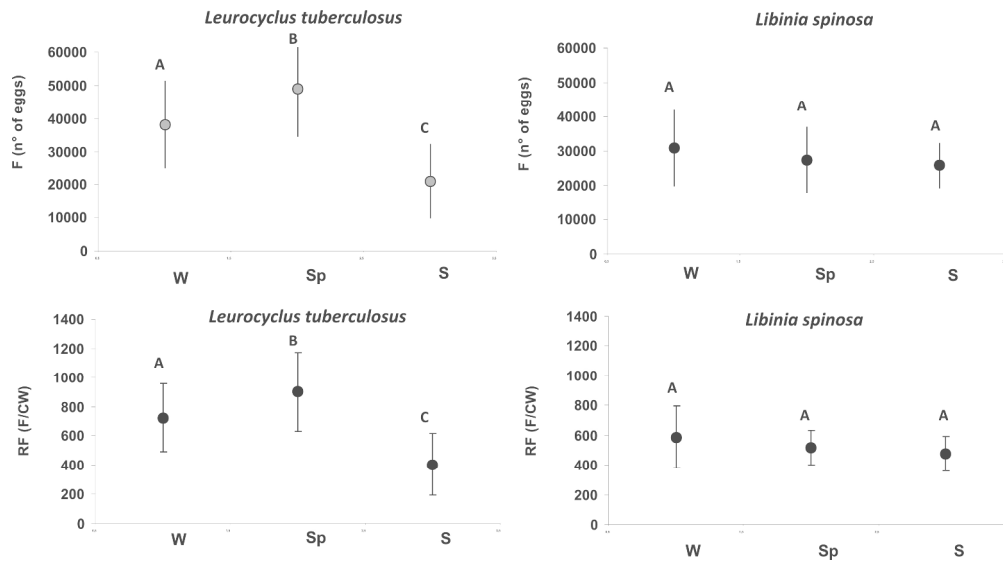 Leurocyclus tuberculosus
F (n° of eggs)
60000
50000
40000
30000
20000
10000
0
A
B
C
W
Sp
S
Libinia spinosa
F (n° of eggs)
60000
50000
40000
30000
20000
10000
0
A
A
A
W
Sp
S
Leurocyclus tuberculosus
RF (F/CW)
1400
1200
1000
800
600
400
200
0
A
B
C
W
Sp
S
Libinia spinosa
RF (F/CW)
1400
1200
1000
800
600
400
200
0
A
A
A
W
Sp
S